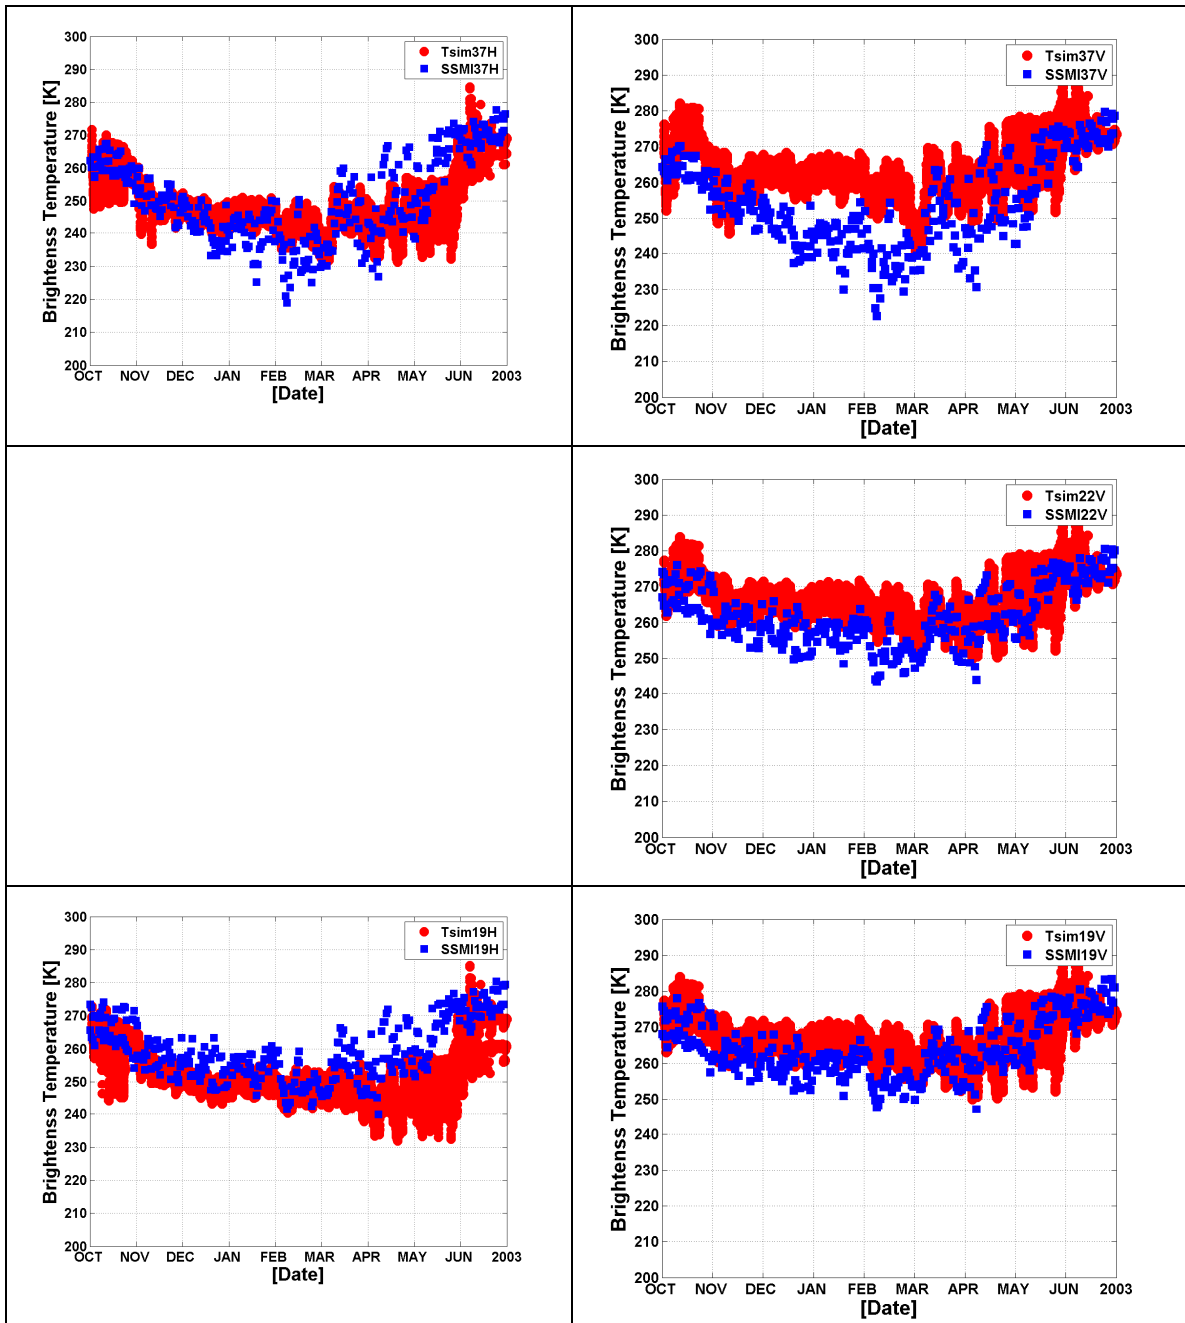 300
290
280
270
260
250
240
230
220
210
200
Brightenss Temperature [K]
Tsim37H
SSMI37H
OCT NOV DEC JAN FEB MAR APR MAY JUN 2003
[Date]
300
290
280
270
260
250
240
230
220
210
200
Brightenss Temperature [K]
Tsim37V
SSMI37V
OCT NOV DEC JAN FEB MAR APR MAY JUN 2003
[Date]
300
290
280
270
260
250
240
230
220
210
200
Brightenss Temperature [K]
Tsim22V
SSMI22V
OCT NOV DEC JAN FEB MAR APR MAY JUN 2003
[Date]
300
290
280
270
260
250
240
230
220
210
200
Brightenss Temperature [K]
Tsim19H
SSMI19H
OCT NOV DEC JAN FEB MAR APR MAY JUN 2003
[Date]
300
290
280
270
260
250
240
230
220
210
200
Brightenss Temperature [K]
Tsim19V
SSMI19V
OCT NOV DEC JAN FEB MAR APR MAY JUN 2003
[Date]